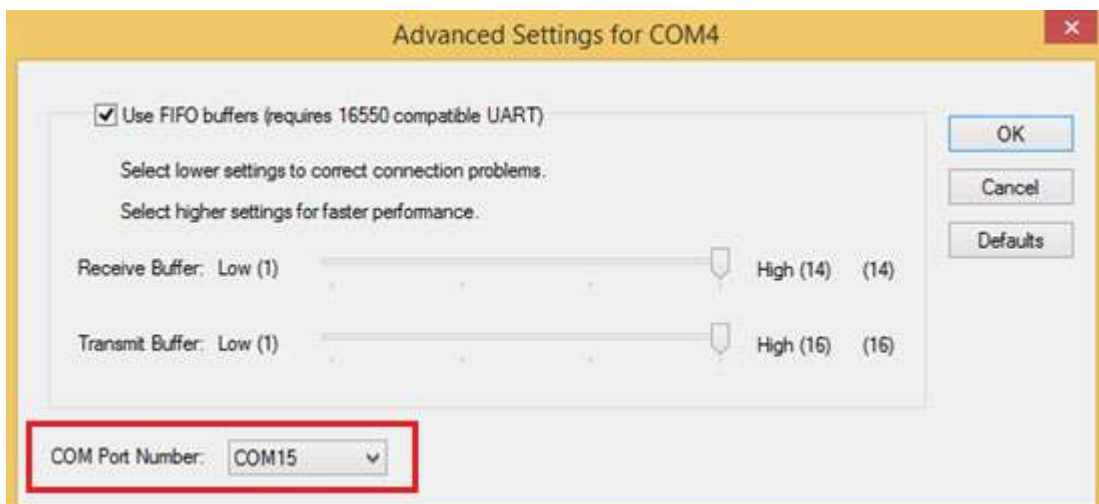 Advanced Settings for COM4
Use FIFO buffers (requires 16550 compatible UART)
OK
Select lower settings to correct connection problems.
Cancel
Select higher settings for faster performance.
Defaults
Receive Buffer: Low (1) High (14) (14)
Transmit Buffer: Low (1) High (16) (16)
COM Port Number: COM15